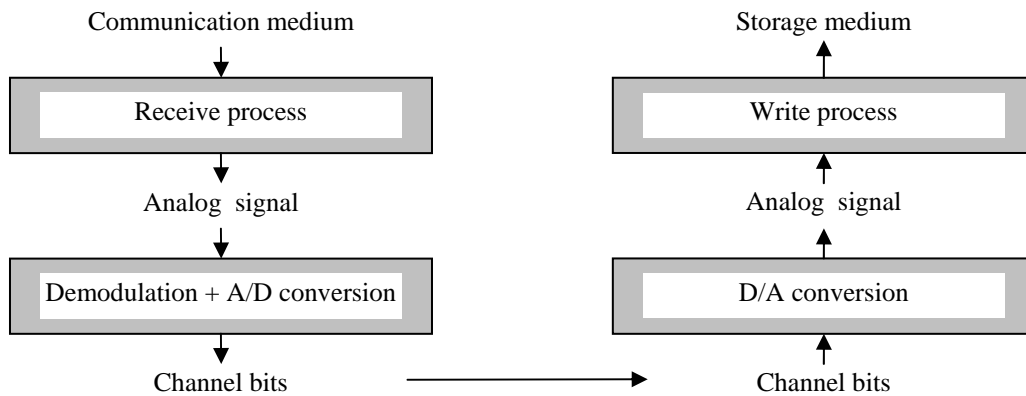 Communication medium
Receive process
Analog signal
Demodulation + A/D conversion
Channel bits
Storage medium
Write process
Analog signal
D/A conversion
Channel bits